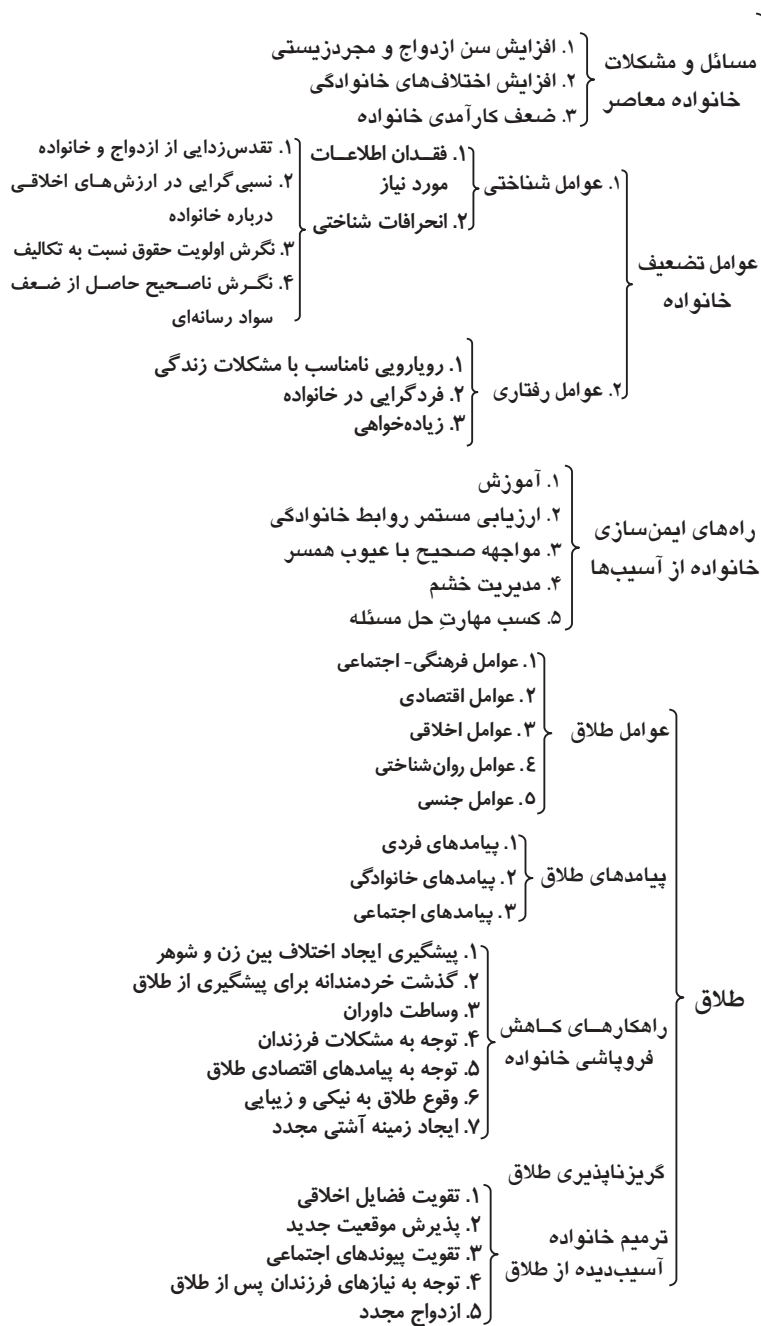 مسائل و مشکلات
خانواده معاصر
۱. افزایش سن ازدواج و مجردزیستی
۲. افزایش اختلاف‌های خانوادگی
۳. ضعف کارآمدی خانواده
عوامل تضعیف
خانواده
۱. عوامل شناختی
۱. فقدان اطلاعات
مورد نیاز
۲. انحرافات شناختی
۱. تقدس‌زدایی از ازدواج و خانواده
۲. نسبی‌گرایی در ارزش‌های اخلاقی
درباره خانواده
۳. نگرش اولویت حقوق نسبت به تکالیف
۴. نگرش ناصحیح حاصل از ضعف
سواد رسانه‌ای
۲. عوامل رفتاری
۱. رویارویی نامناسب با مشکلات زندگی
۲. فردگرایی در خانواده
۳. زیاده‌خواهی
راه‌های ایمن‌سازی
خانواده از آسیب‌ها
۱. آموزش
۲. ارزیابی مستمر روابط خانوادگی
۳. مواجهه صحیح با عیوب همسر
۴. مدیریت خشم
۵. کسب مهارتِ حل مسئله
طلاق
عوامل طلاق
۱. عوامل فرهنگی- اجتماعی
۲. عوامل اقتصادی
۳. عوامل اخلاقی
٤. عوامل روان‌شناختی
۵. عوامل جنسی
پیامدهای طلاق
۱. پیامدهای فردی
۲. پیامدهای خانوادگی
۳. پیامدهای اجتماعی
راهکارهای کاهش
فروپاشی خانواده
۱. پیشگیری ایجاد اختلاف بین زن و شوهر
۲. گذشت خردمندانه برای پیشگیری از طلاق
۳. وساطت داوران
۴. توجه به مشکلات فرزندان
۵. توجه به پیامدهای اقتصادی طلاق
۶. وقوع طلاق به نیکی و زیبایی
۷. ایجاد زمینه آشتی مجدد
گریزناپذیری طلاق
ترمیم خانواده
آسیب‌دیده از طلاق
۱. تقویت فضایل اخلاقی
۲. پذیرش موقعیت جدید
۳. تقویت پیوندهای اجتماعی
۴. توجه به نیازهای فرزندان پس از طلاق
۵. ازدواج مجدد